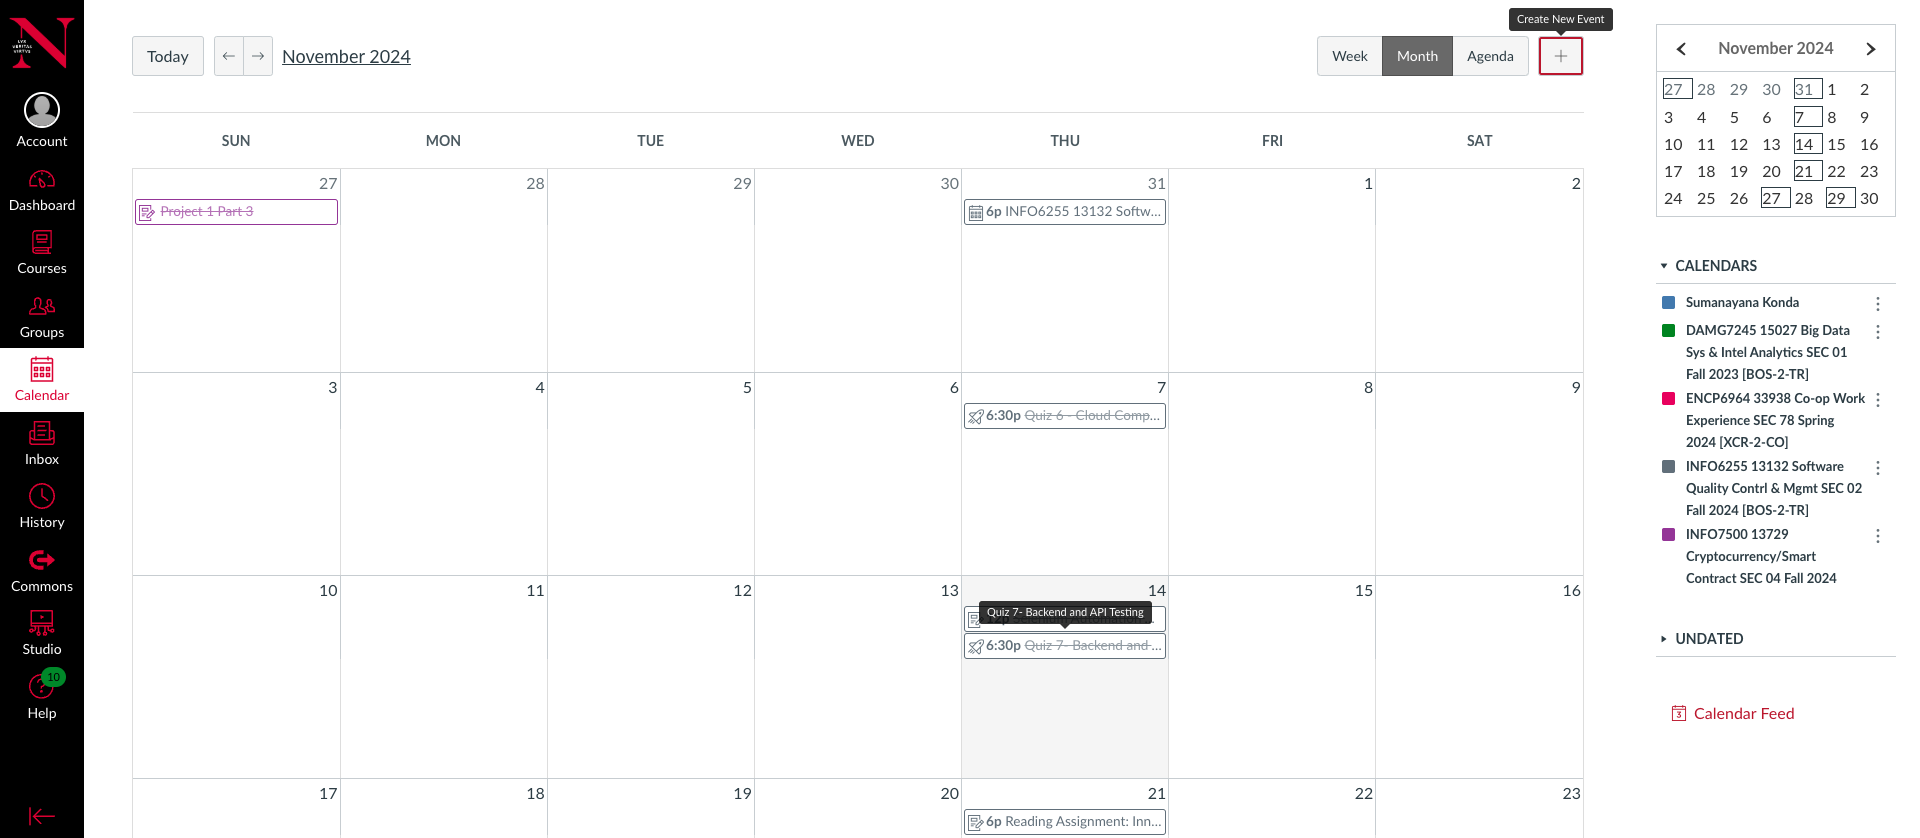 Create New Event
LVX
VERITAS
VIRTVS
Today
November 2024
Week
Month
Agenda
Account
Dashboard
Courses
Groups
Calendar
Inbox
History
Commons
Studio
10
Help
SUN MON TUE WED THU FRI SAT
27 28 29 30 31 1 2
Project 1 Part 3
6p INFO6255 13132 Softw...
3 4 5 6 7 8 9
6:30p Quiz 6 - Cloud Comp...
10 11 12 13 14 15 16
Quiz 7- Backend and API Testing
12p
6:30p Quiz 7- Backend and ...
17 18 19 20 21 22 23
6p Reading Assignment: Inn...
November 2024
27 28 29 30 31 1 2
3 4 5 6 7 8 9
10 11 12 13 14 15 16
17 18 19 20 21 22 23
24 25 26 27 28 29 30
CALENDARS
Sumanayana Konda
DAMG7245 15027 Big Data
Sys & Intel Analytics SEC 01
Fall 2023 [BOS-2-TR]
ENCP6964 33938 Co-op Work
Experience SEC 78 Spring
2024 [XCR-2-CO]
INFO6255 13132 Software
Quality Contrl & Mgmt SEC 02
Fall 2024 [BOS-2-TR]
INFO7500 13729
Cryptocurrency/Smart
Contract SEC 04 Fall 2024
UNDATED
3
Calendar Feed